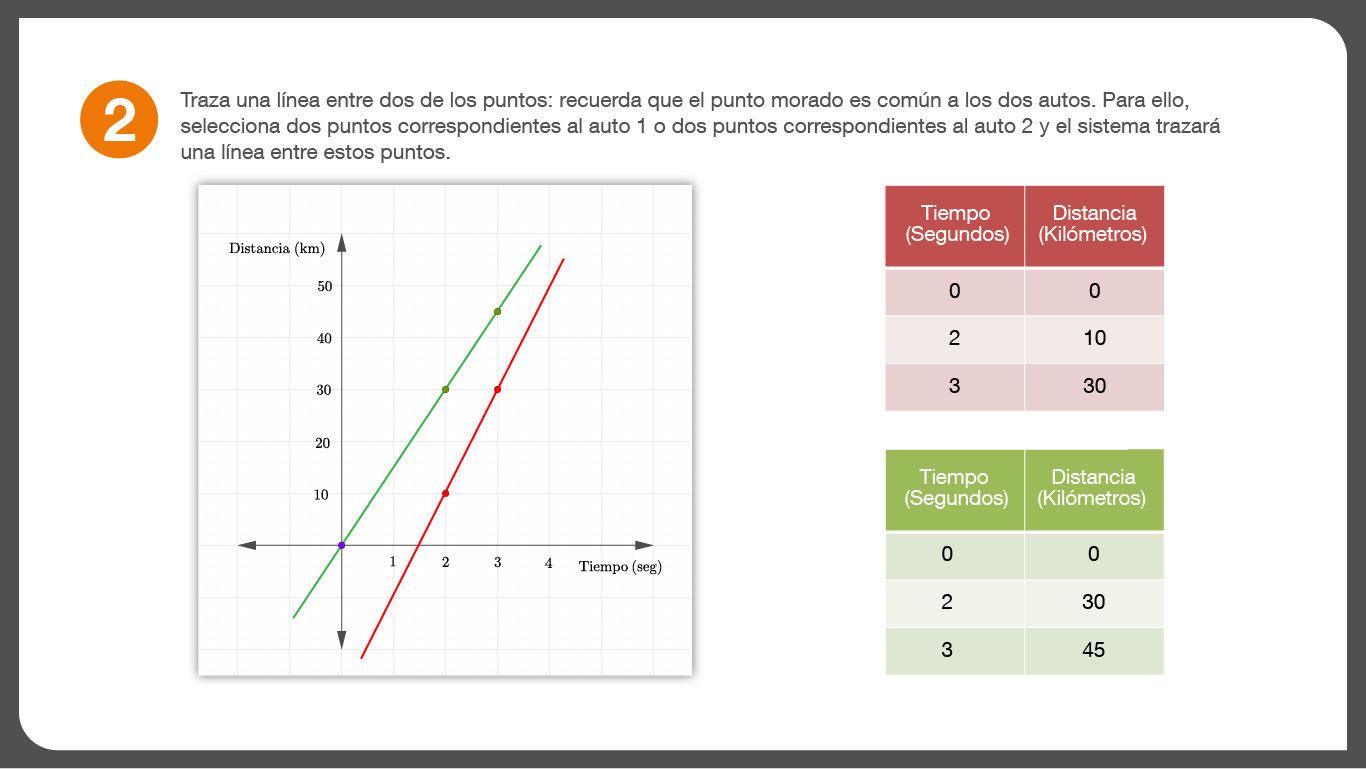 2
Traza una línea entre dos de los puntos: recuerda que el punto morado es común a los dos autos. Para ello,
selecciona dos puntos correspondientes al auto 1 o dos puntos correspondientes al auto 2 y el sistema trazará
una línea entre estos puntos.
Distancia (km)
50
40
30
20
10
1 2 3 4 Tiempo (seg)
Tiempo Distancia
(Segundos) (Kilómetros)
0 0
2 10
3 30
Tiempo Distancia
(Segundos) (Kilómetros)
0 0
2 30
3 45